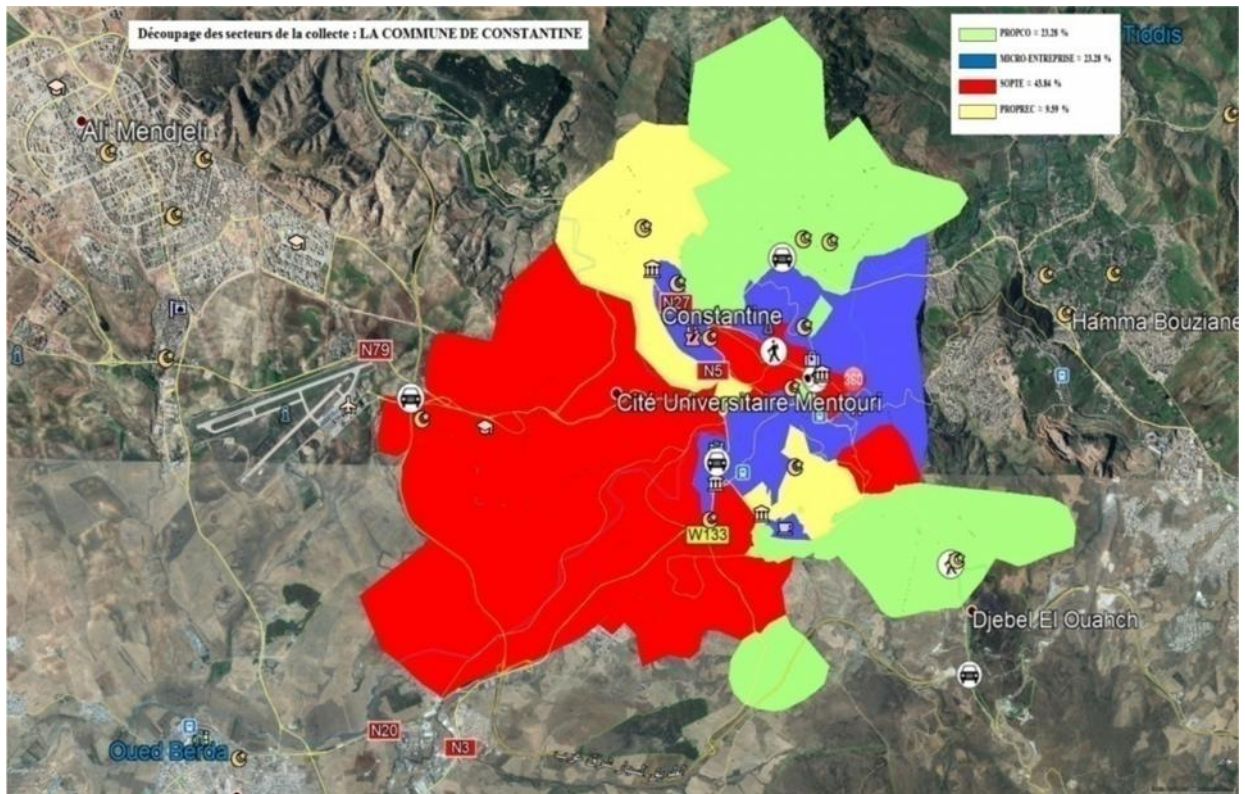 Découpage des secteurs de la collecte : LA COMMUNE DE CONSTANTINE
PROPCO = 23.28 %
MICRO-ENTREPRISE = 23.28 %
SOPTE = 43.84 %
PROPREC = 9.59 %
Tiddis
Ali Mendjeli
N27
Constantine
Hamma Bouziane
N79
N5
360
Cité Universitaire Mentouri
W133
Djebel El Ouahch
N20
N3
Oued Berda